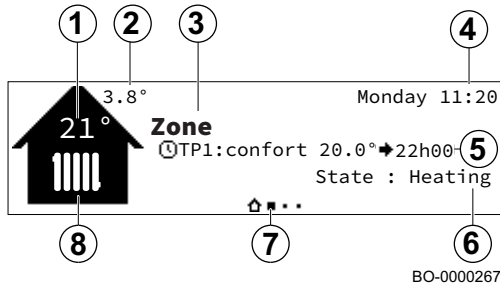 1 2 3 4
3.8° Monday 11:20
21° Zone
TP1:confort 20.0° 22h00 5
State : Heating
8 7 6
BO-0000267